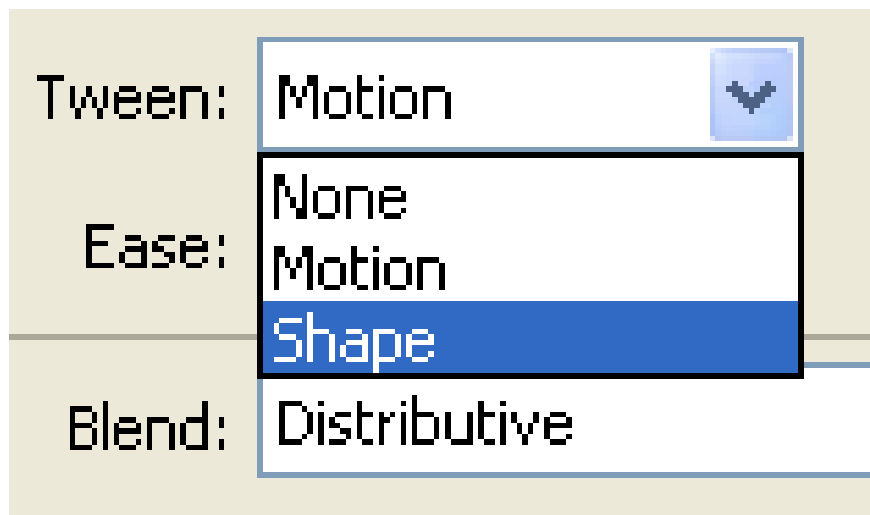 Tween: Motion
None
Ease:
Motion
Shape
Blend: Distributive